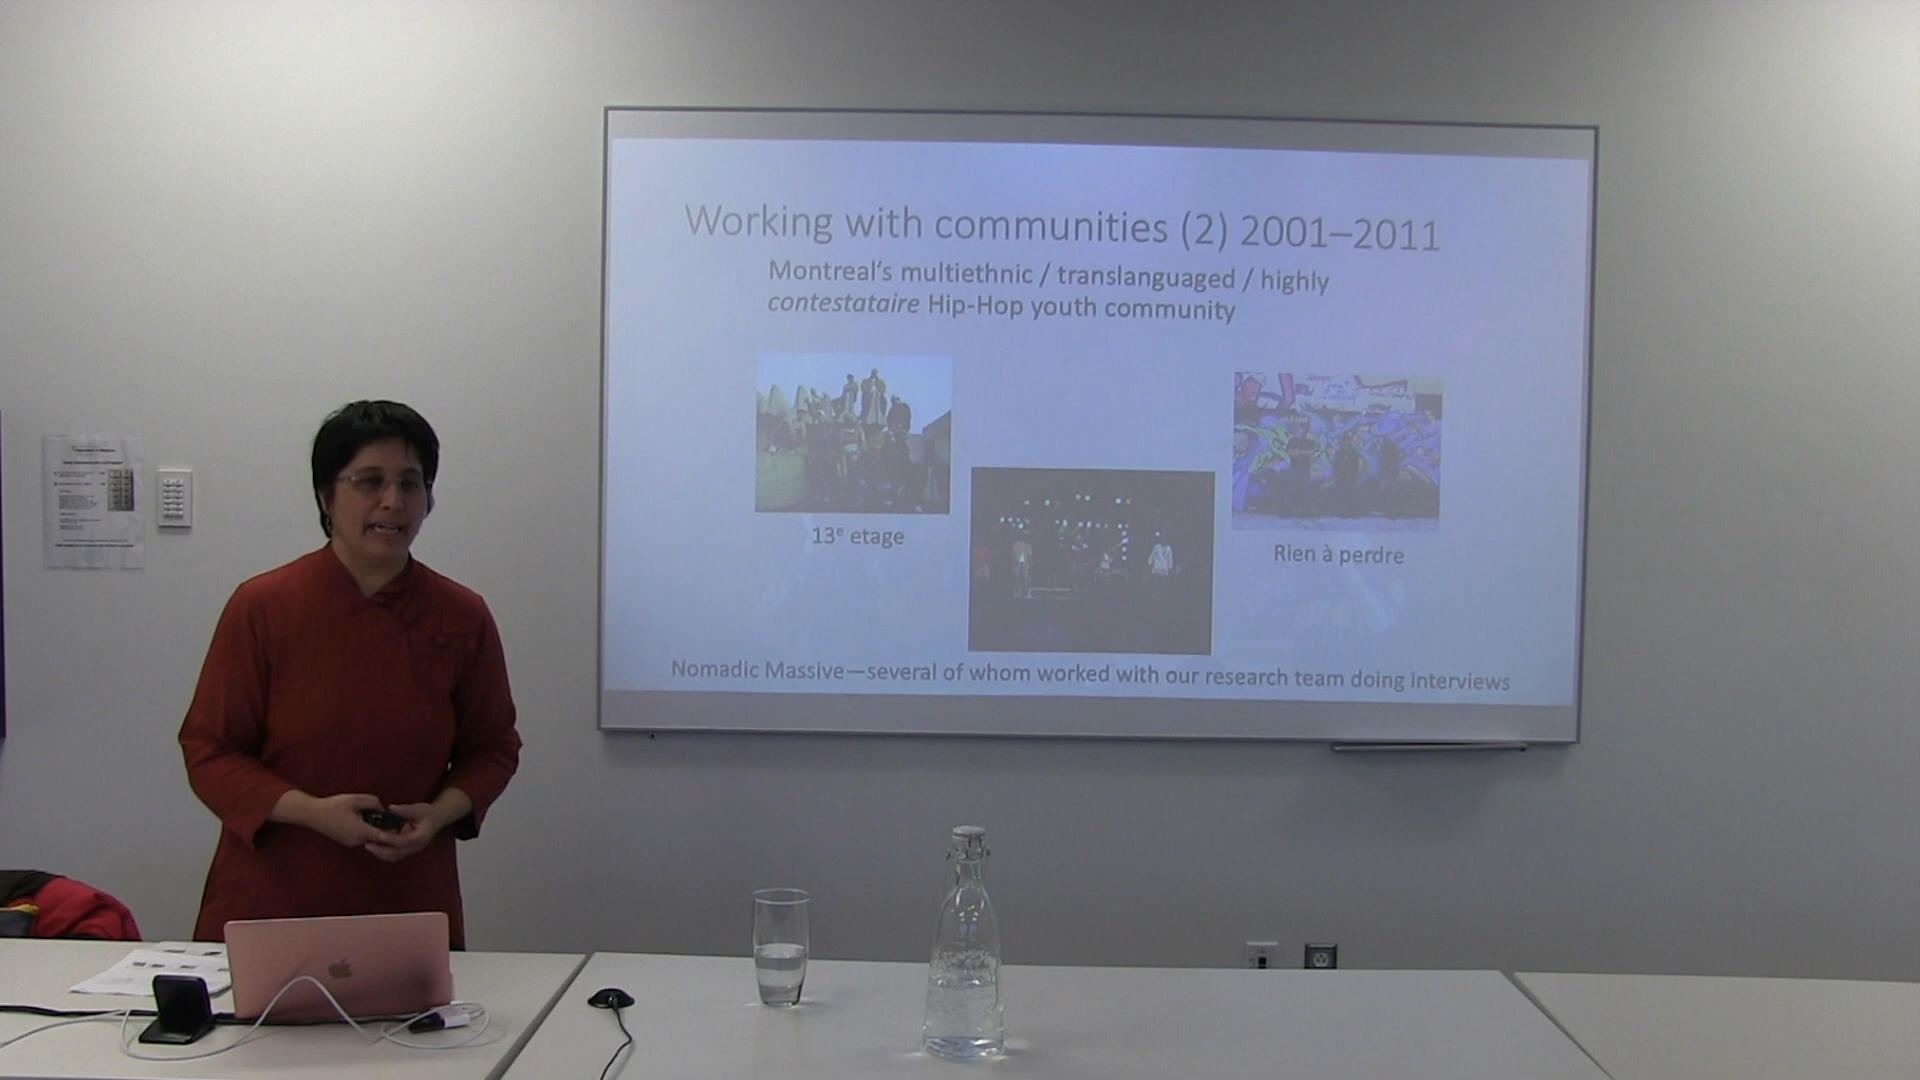 Working with communities (2) 2001–2011
Montreal's multiethnic / translanguaged / highly
contestataire Hip-Hop youth community
13e etage
Rien à perdre
Nomadic Massive—several of whom worked with our research team doing interviews